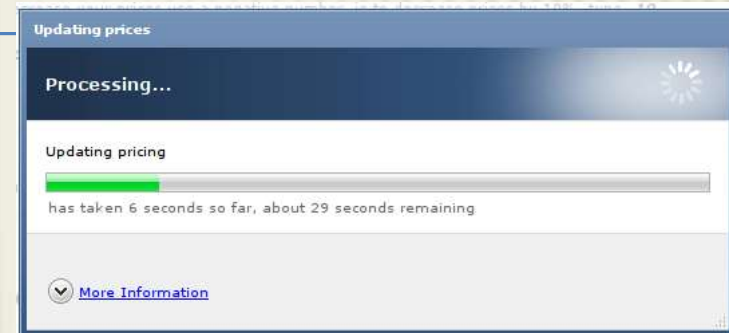 Updating prices
Processing...
Updating pricing
has taken 6 seconds so far, about 29 seconds remaining
More Information